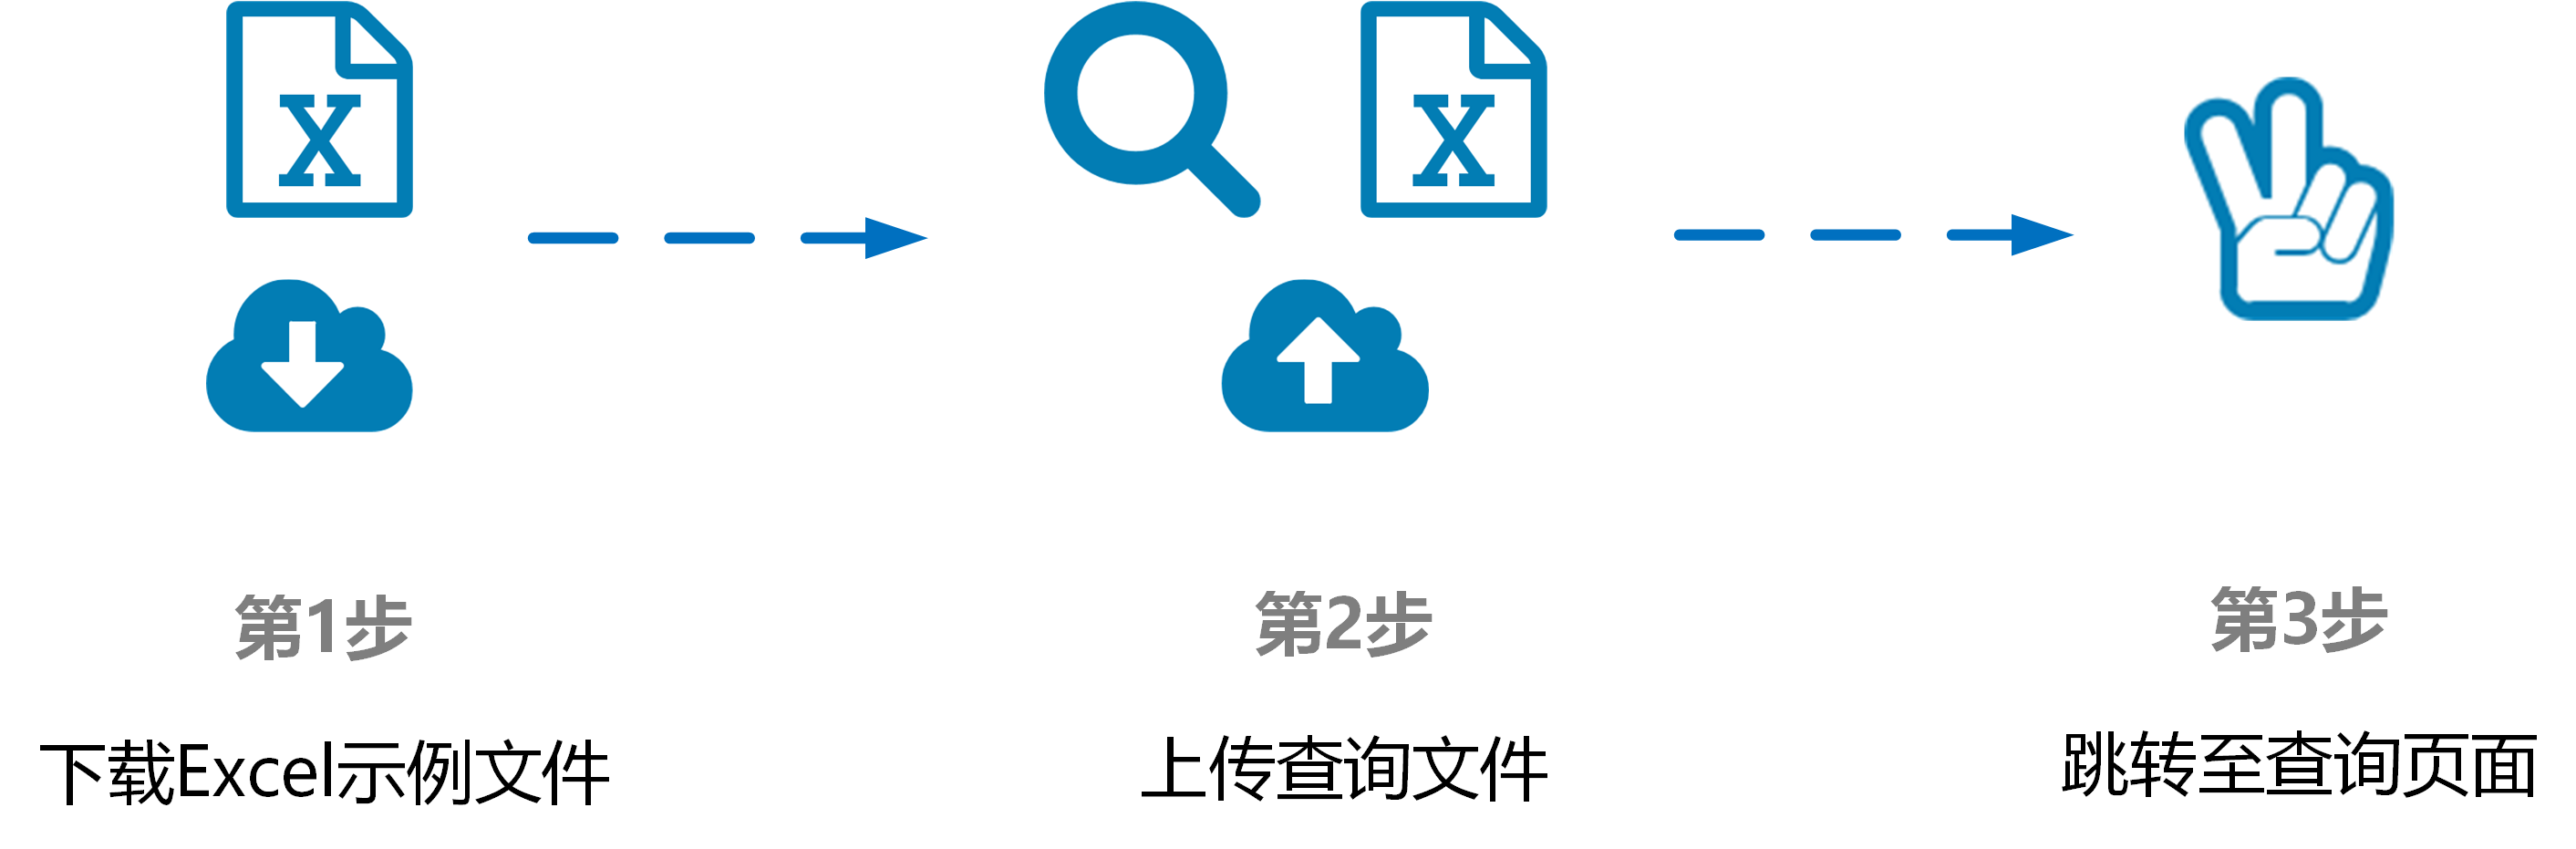 X
X
第1步
第2步
第3步
下载Excel示例文件
上传查询文件
跳转至查询页面